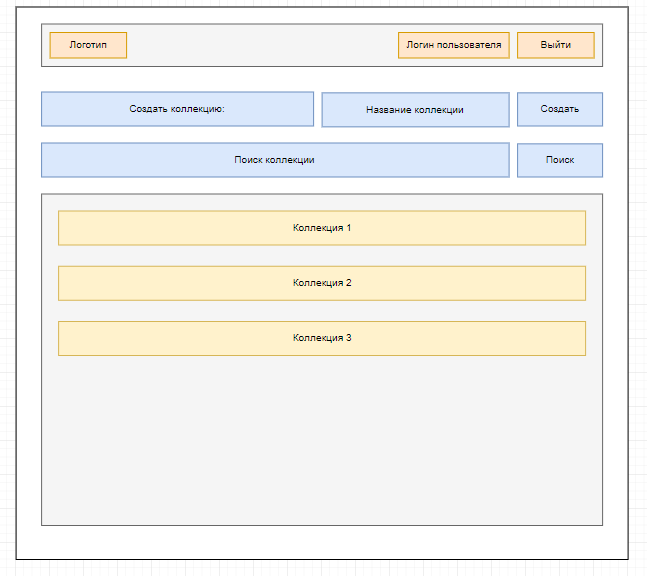 Логотип
Логин пользователя
Выйти
Создать коллекцию:
Название коллекции
Создать
Поиск коллекции
Поиск
Коллекция 1
Коллекция 2
Коллекция 3